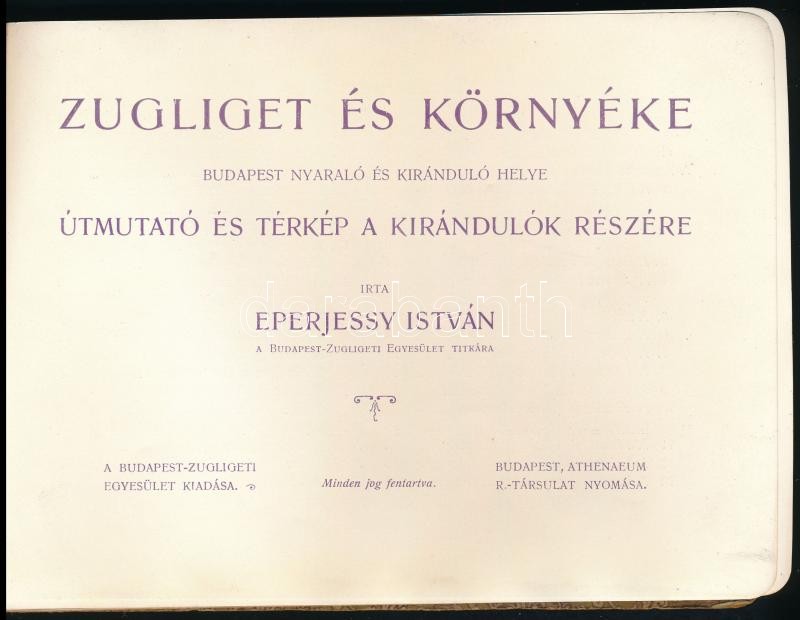 ZUGLIGET ÉS KÖRNYÉKE
BUDAPEST NYARALÓ ÉS KIRÁNDULÓ HELYE
ÚTMUTATÓ ÉS TÉRKÉP A KIRÁNDULÓK RÉSZÉRE
IRTA
EPERJESSY ISTVÁN
A BUDAPEST-ZUGLIGETI EGYESÜLET TITKÁRA
A BUDAPEST-ZUGLIGETI
EGYESÜLET KIADÁSA.
Minden jog fentartva.
BUDAPEST, ATHENAEUM
R.-TÁRSULAT NYOMÁSA.
darabanth